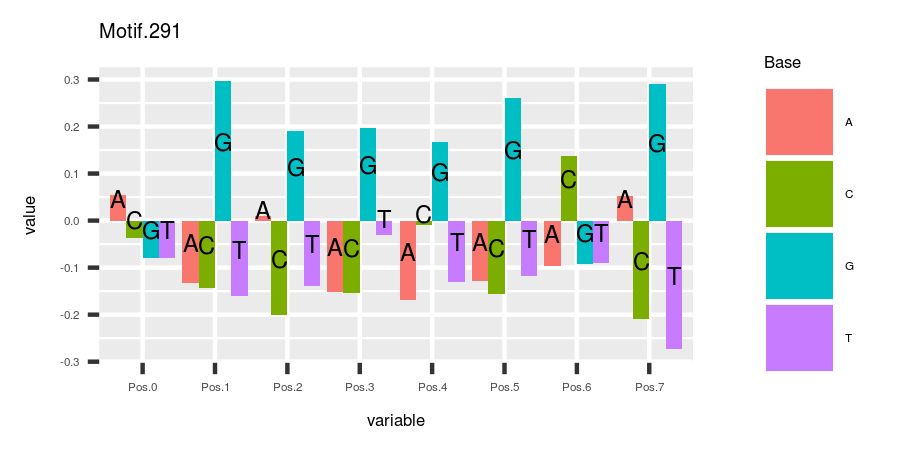 Motif.291
Base
0.3
0.2
0.1
0.0
-0.1
-0.2
-0.3
value
A C G T A C G T A C G T A C G T A C G T A C G T A C G T A C G T
Pos.0 Pos.1 Pos.2 Pos.3 Pos.4 Pos.5 Pos.6 Pos.7
variable
A
C
G
T